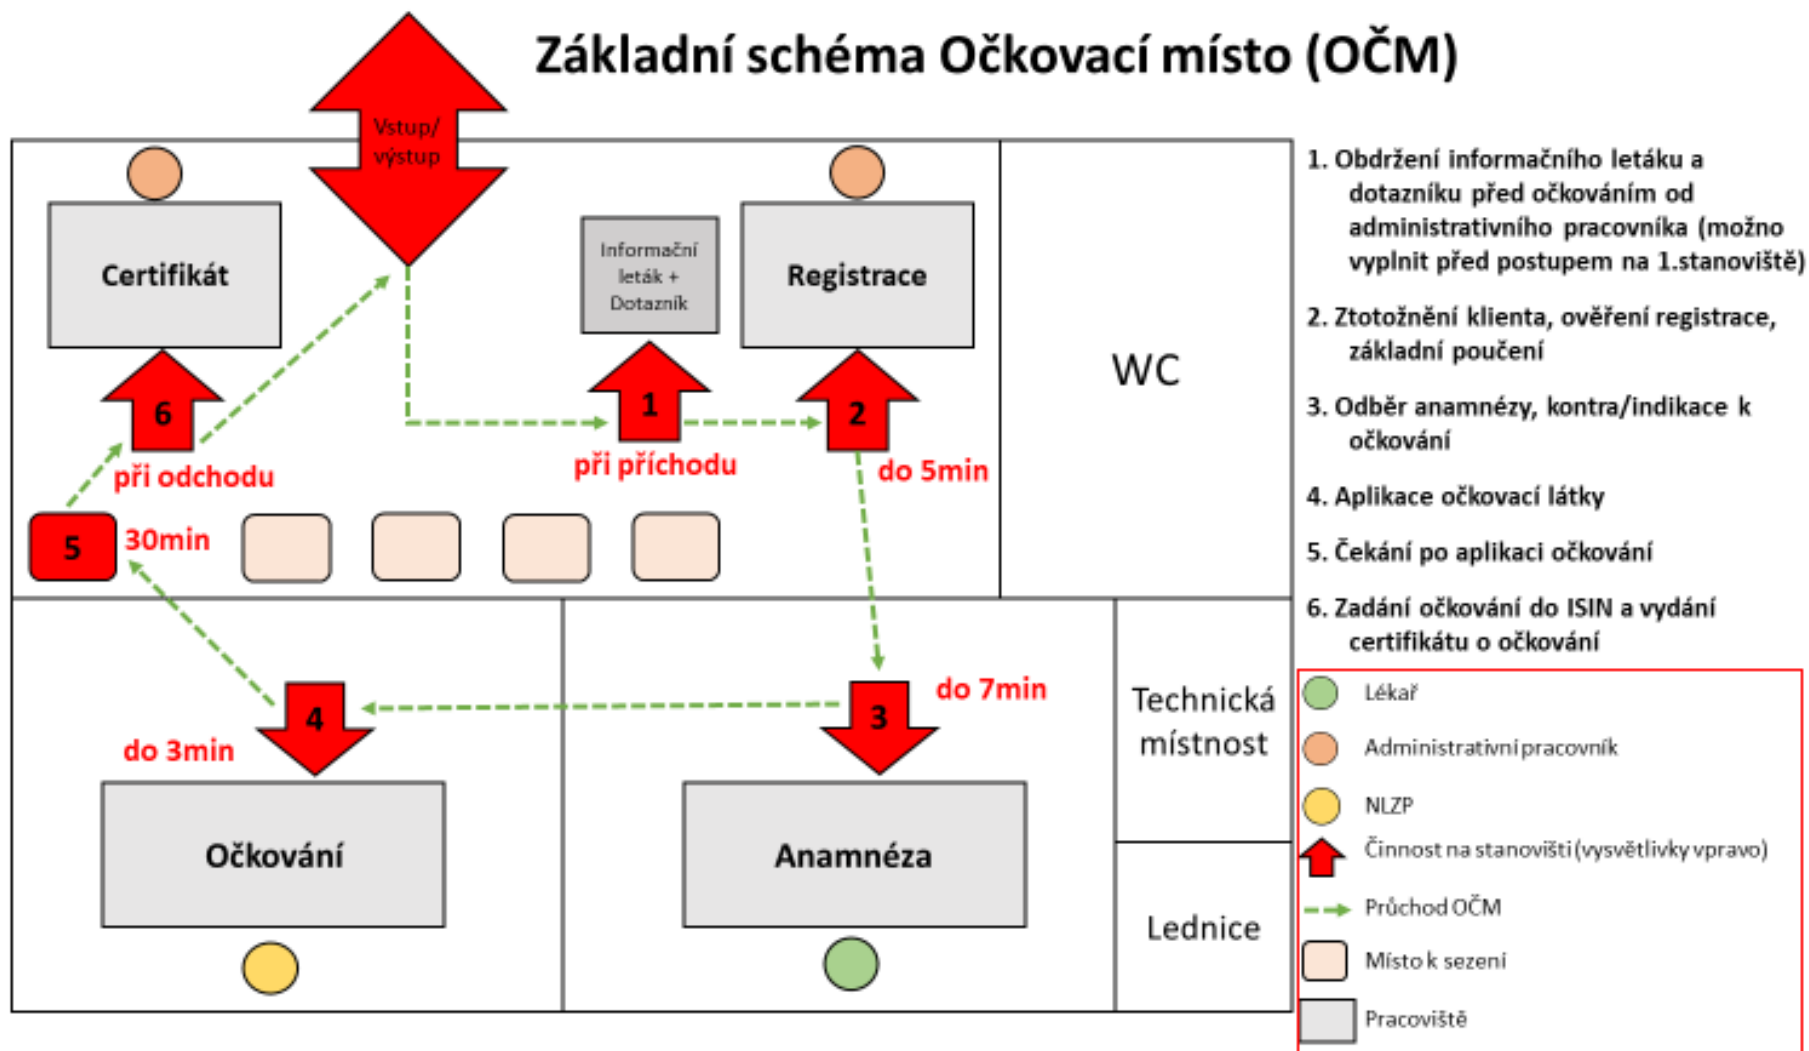 Základní schéma Očkovací místo (OČM)
Vstup/
výstup
Certifikát
Informační
leták +
Dotazník
Registrace
WC
6
1
2
při odchodu
při příchodu
do 5min
5
30min
4
do 3min
3
do 7min
Očkování
Anamnéza
Technická
místnost
Lednice
1. Obdržení informačního letáku a
dotazníku před očkováním od
administrativního pracovníka (možno
vyplnit před postupem na 1.stanoviště)
2. Ztotožnění klienta, ověření registrace,
základní poučení
3. Odběr anamnézy, kontra/indikace k
očkování
4. Aplikace očkovací látky
5. Čekání po aplikaci očkování
6. Zadání očkování do ISIN a vydání
certifikátu o očkování
Lékař
Administrativní pracovník
NLZP
Činnost na stanovišti (vysvětlivky vpravo)
Průchod OČM
Místo k sezení
Pracoviště